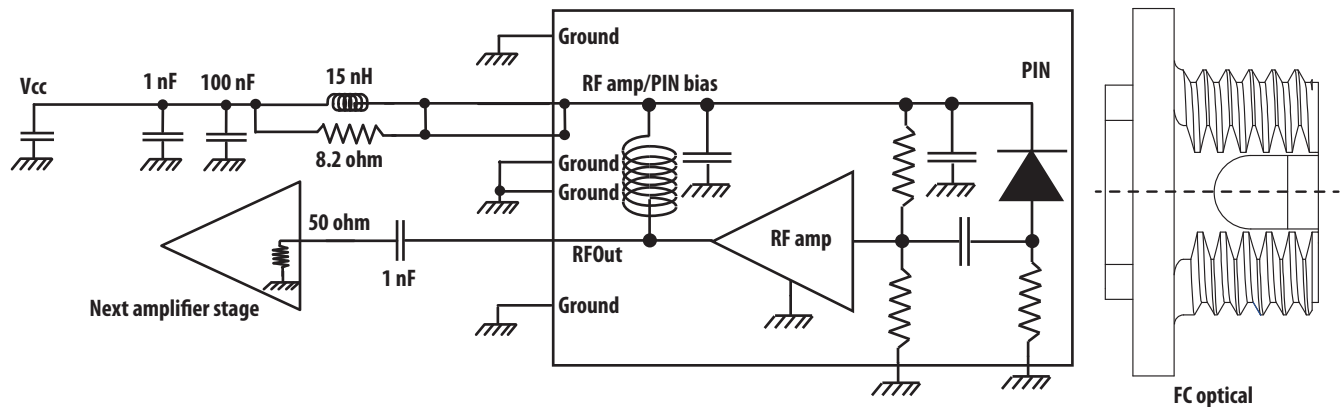 Ground
Vcc
1 nF
100 nF
15 nH
RF amp/PIN bias
PIN
8.2 ohm
Ground
Ground
50 ohm
RF amp
RFOut
1 nF
Ground
Next amplifier stage
FC optical